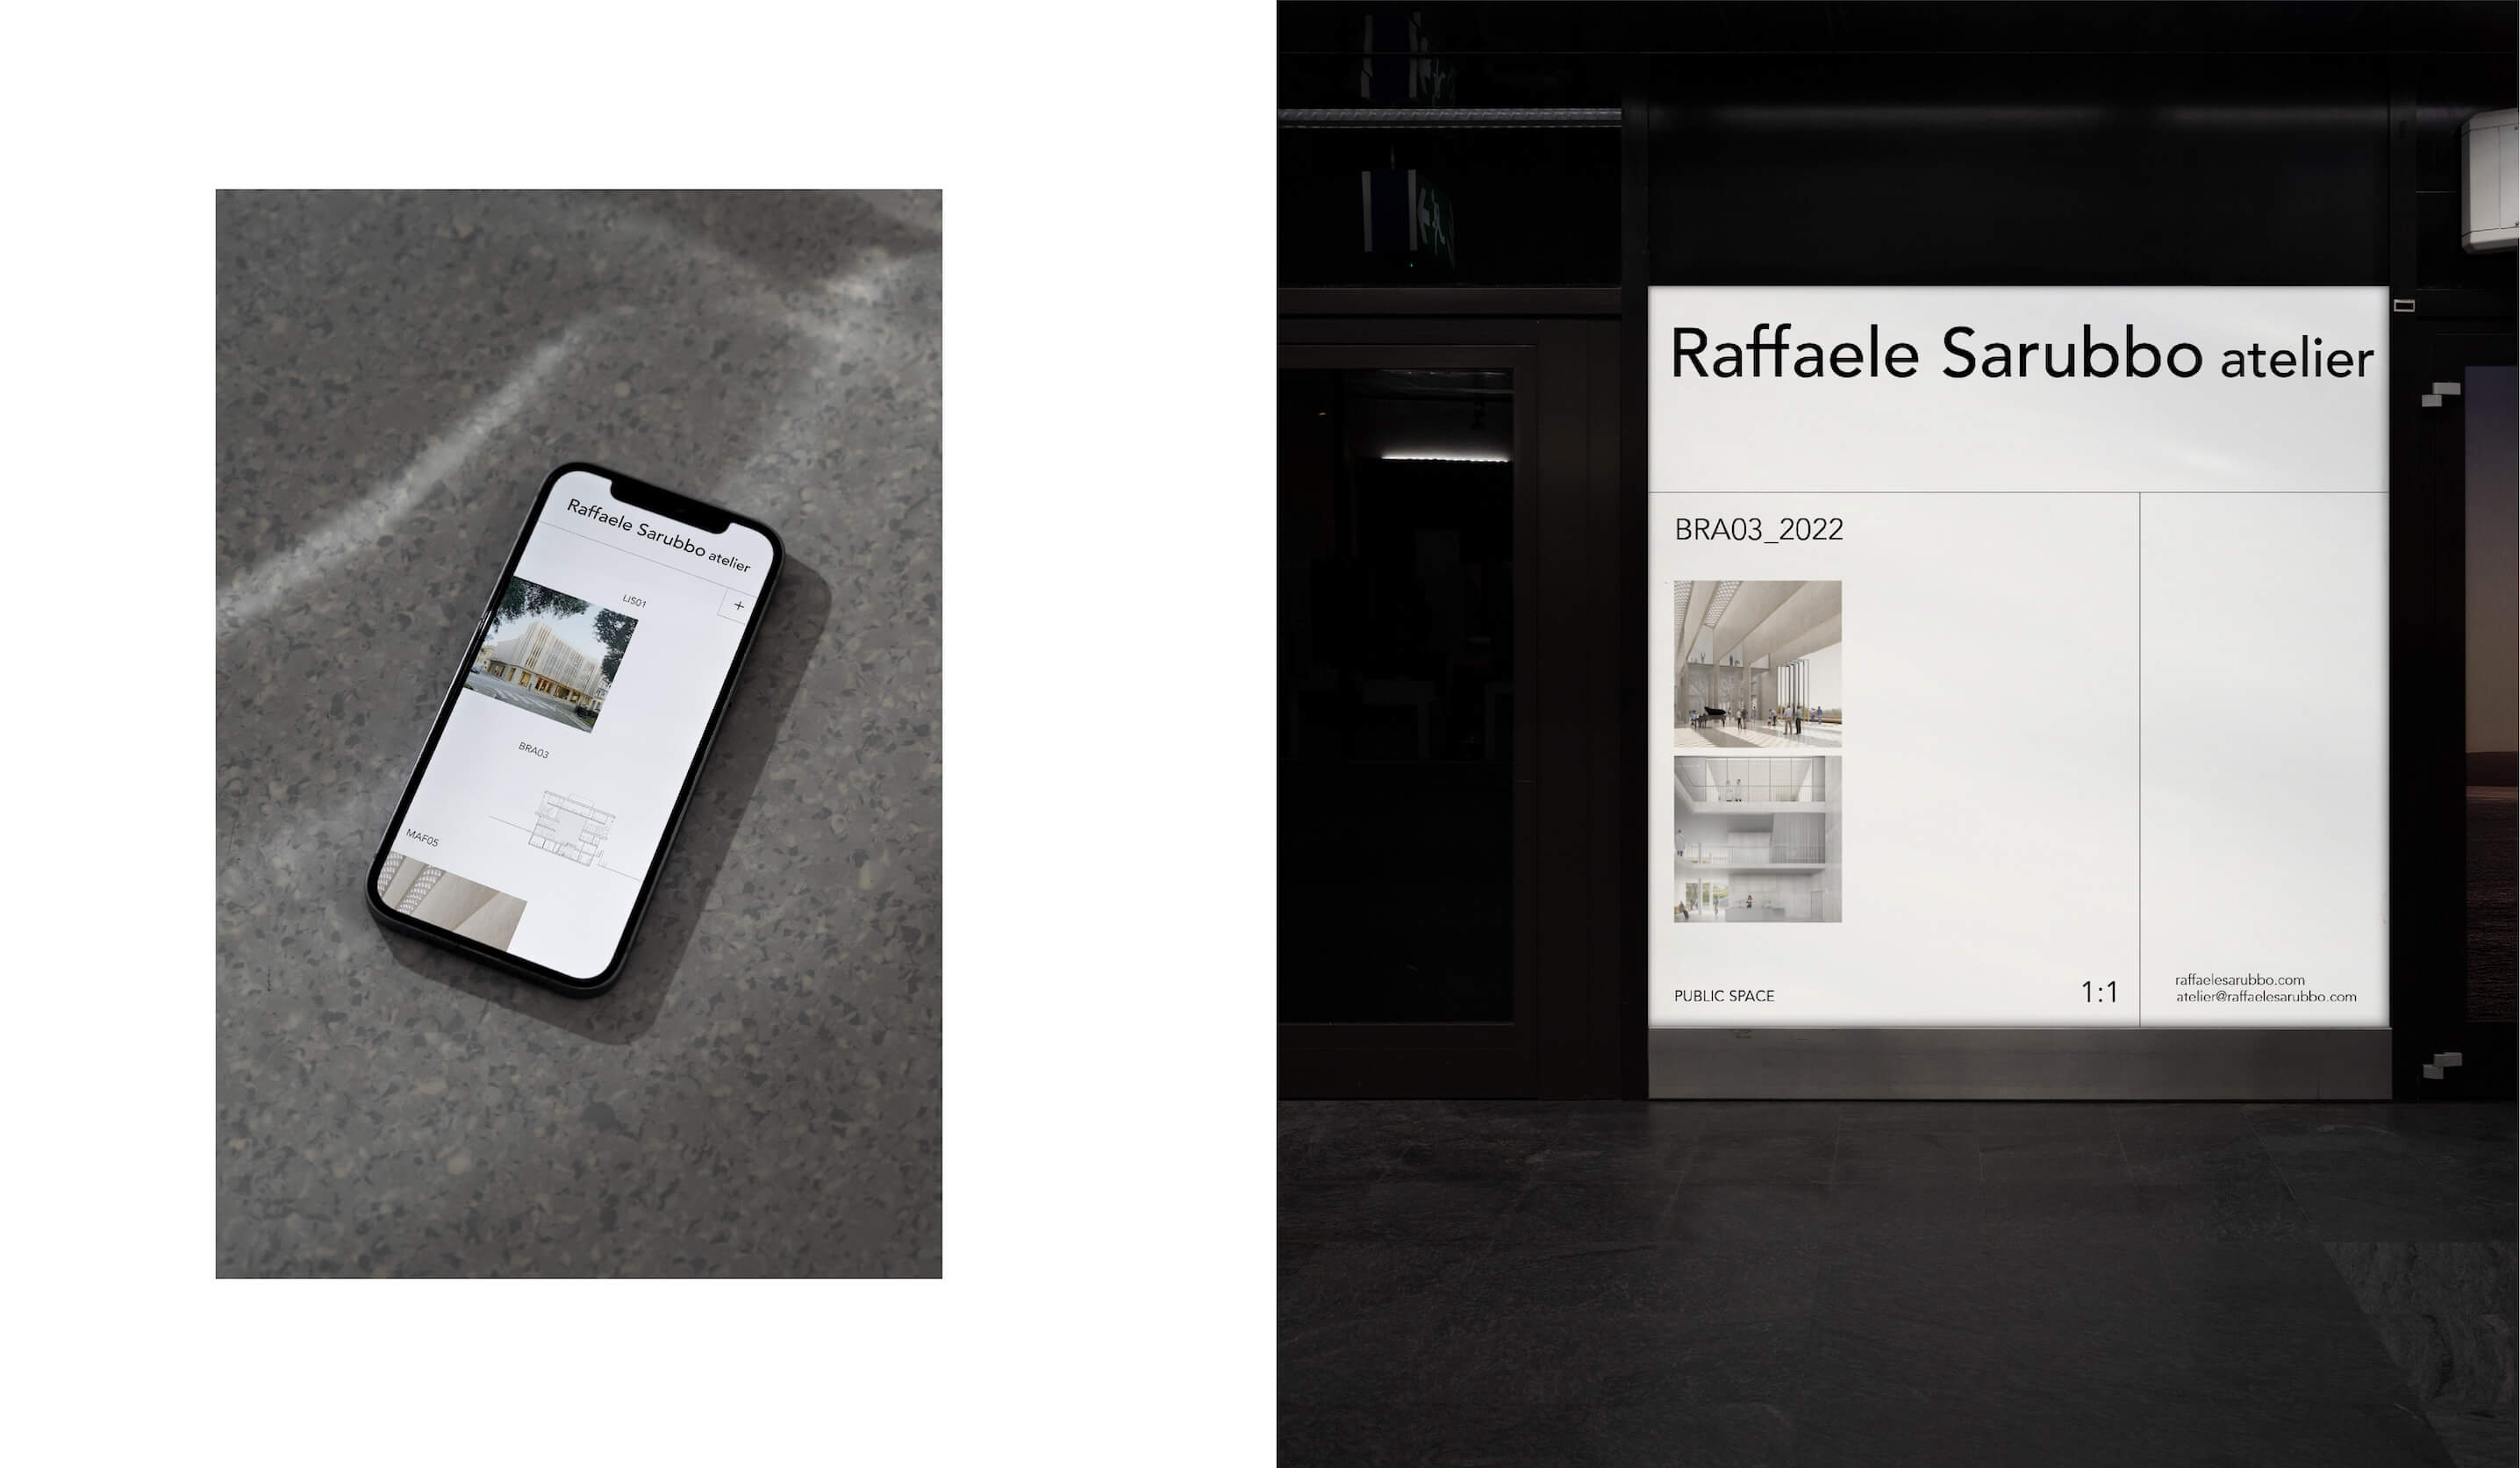 Raffaele Sarubbo atelier
LIS01
+
BRA03
MAF05
Raffaele Sarubbo atelier
BRA03_2022
PUBLIC SPACE
1:1
raffaelesarubbo.com
atelier@raffaelesarubbo.com